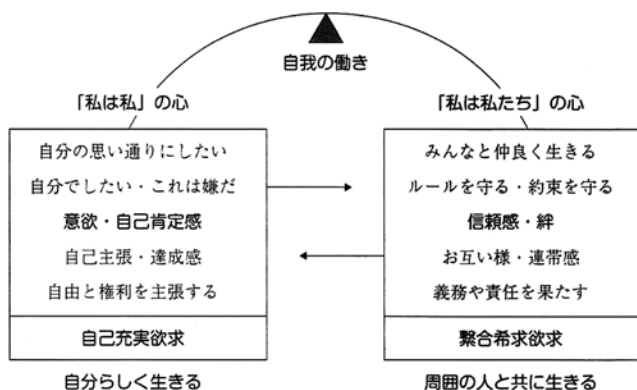 自我の働き
「私は私」の心
自分の思い通りにしたい
自分でしたい・これは嫌だ
意欲・自己肯定感
自己主張・達成感
自由と権利を主張する
自己充実欲求
自分らしく生きる
「私は私たち」の心
みんなと仲良く生きる
ルールを守る・約束を守る
信頼感・絆
お互い様・連帯感
義務や責任を果たす
繋合希求欲求
周囲の人と共に生きる